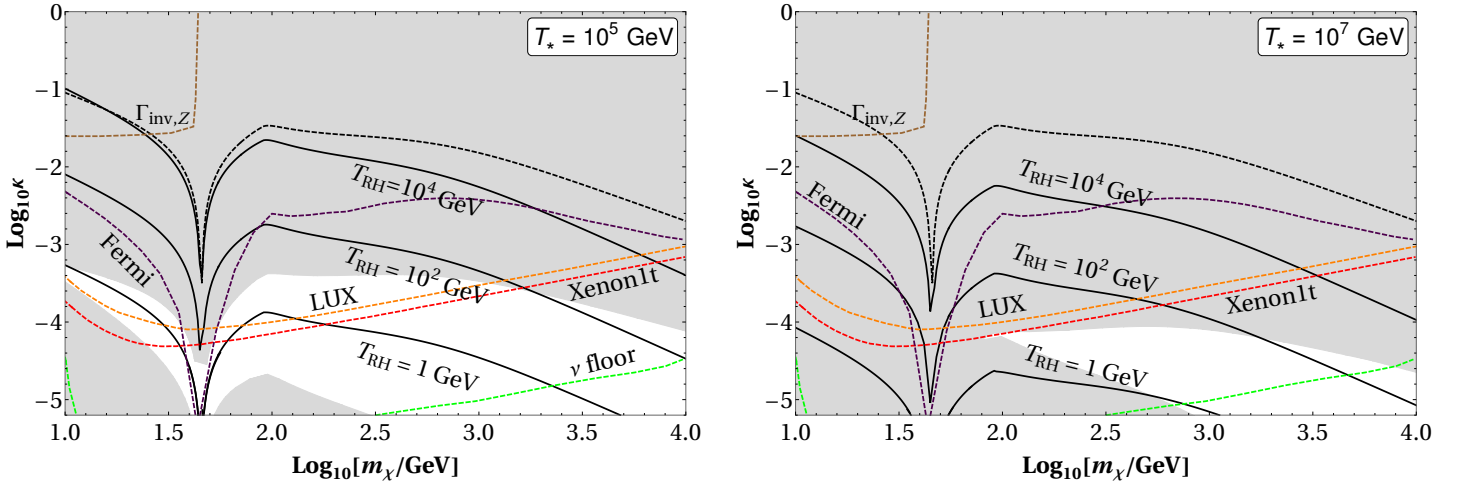 T* = 10^5 GeV
Γinv,Z
TRH=10^4 GeV
Fermi
TRH = 10^2 GeV
LUX
Xenon1t
TRH = 1 GeV
ν floor
0
−1
−2
−3
−4
−5
Log10κ
1.0 1.5 2.0 2.5 3.0 3.5 4.0
Log10[mχ/GeV]
T* = 10^7 GeV
Γinv,Z
TRH=10^4 GeV
Fermi
TRH = 10^2 GeV
LUX
Xenon1t
TRH = 1 GeV
0
−1
−2
−3
−4
−5
Log10κ
1.0 1.5 2.0 2.5 3.0 3.5 4.0
Log10[mχ/GeV]